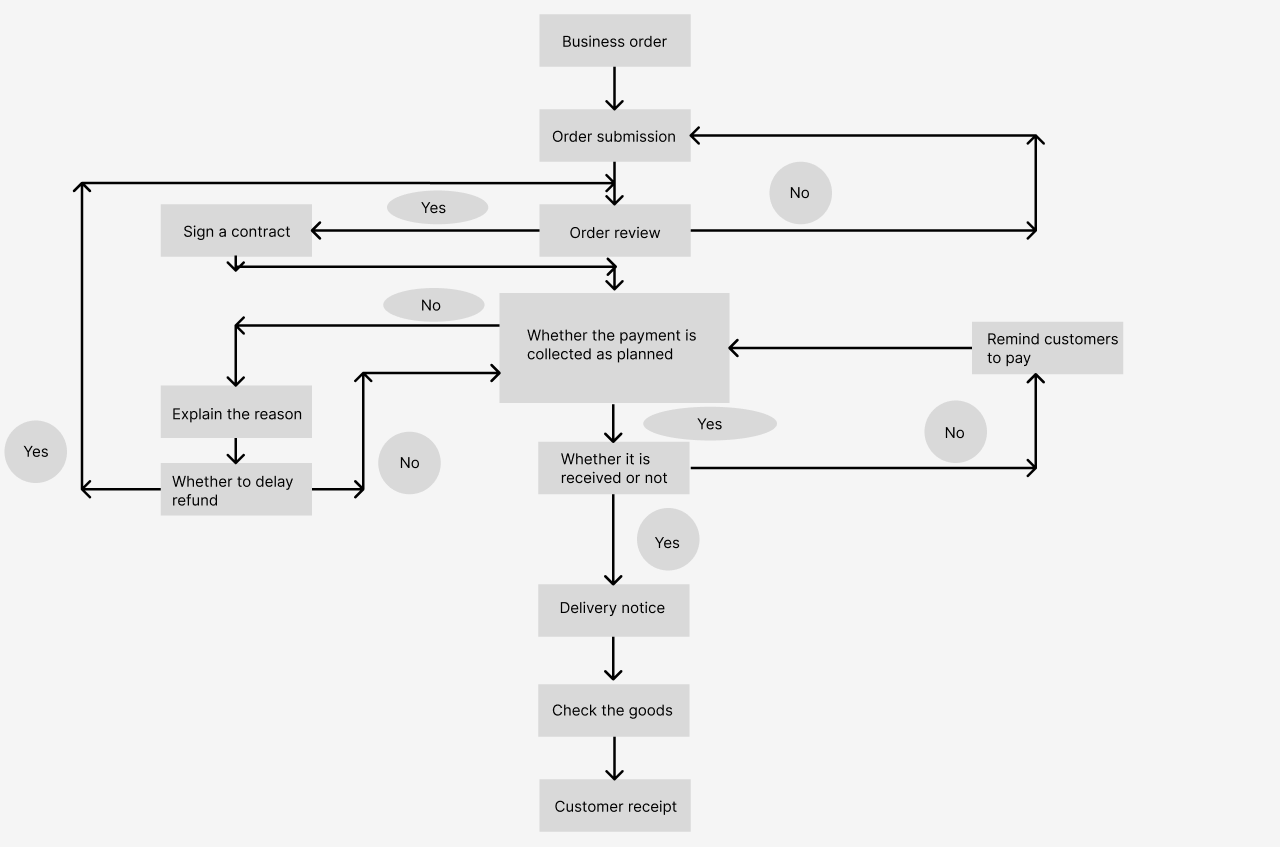 Business order
Order submission
No
Yes
Sign a contract
Order review
No
Whether the payment is
collected as planned
Remind customers
to pay
Explain the reason
Yes
No
Yes
No
Whether it is
received or not
Whether to delay
refund
Yes
Delivery notice
Check the goods
Customer receipt